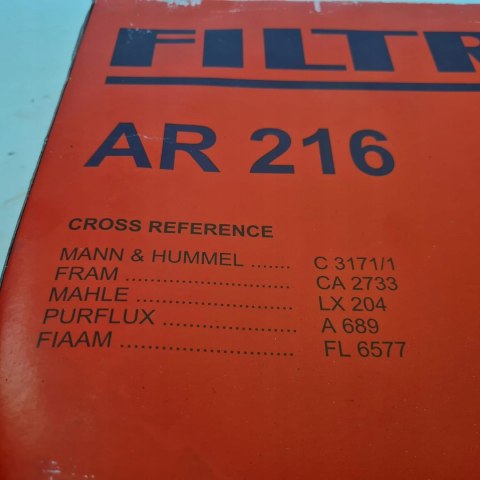 FILTR
AR 216
CROSS REFERENCE
MANN & HUMMEL ....... C 3171/1
FRAM ............................ CA 2733
MAHLE .......................... LX 204
PURFLUX ...................... A 689
FIAAM ............................ FL 6577